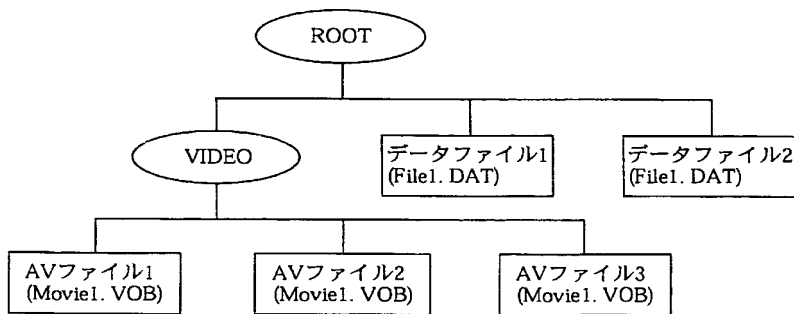 ROOT
VIDEO
データファイル1
(File1. DAT)
データファイル2
(File1. DAT)
AVファイル1
(Movie1. VOB)
AVファイル2
(Movie1. VOB)
AVファイル3
(Movie1. VOB)